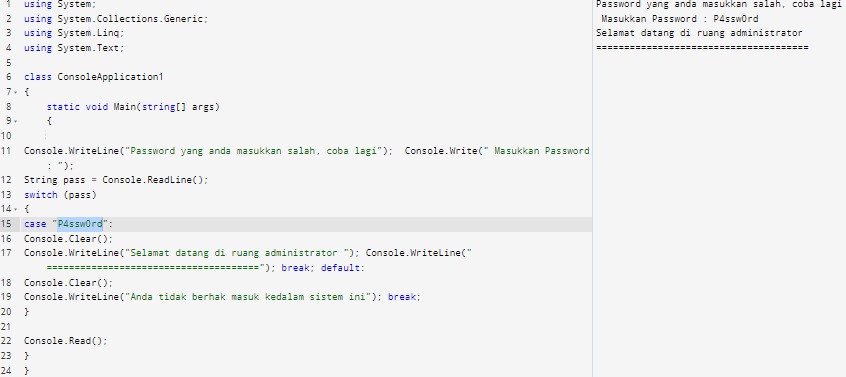 1 using System;
2 using System.Collections.Generic;
3 using System.Linq;
4 using System.Text;
5
6 class ConsoleApplication1
7 {
8 static void Main(string[] args)
9 {
10
11 Console.WriteLine("Password yang anda masukkan salah, coba lagi"); Console.Write(" Masukkan Password
: ");
12 String pass = Console.ReadLine();
13 switch (pass)
14 {
15 case "P4ssw0rd":
16 Console.Clear();
17 Console.WriteLine("Selamat datang di ruang administrator "); Console.WriteLine("
======================================"); break; default:
18 Console.Clear();
19 Console.WriteLine("Anda tidak berhak masuk kedalam sistem ini"); break;
20 }
21
22 Console.Read();
23 }
24 }
Password yang anda masukkan salah, coba lagi
Masukkan Password : P4ssw0rd
Selamat datang di ruang administrator
======================================